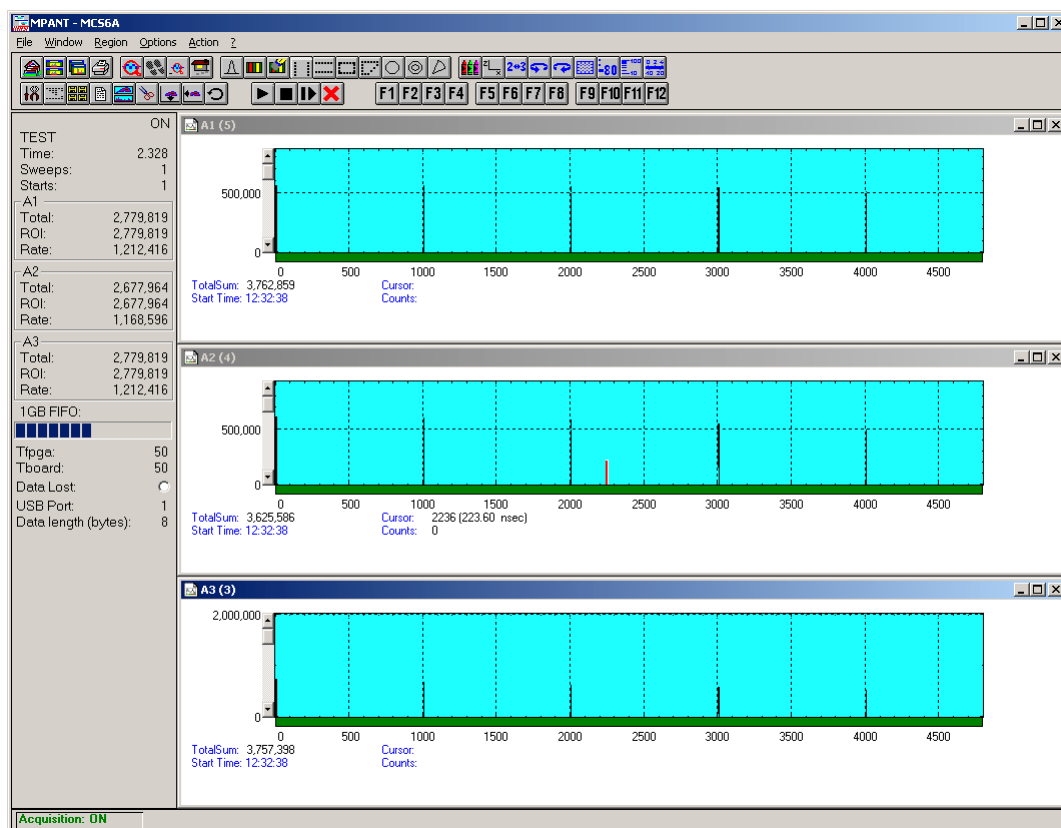 MPANT - MCS6A
File Window Region Options Action ?
F1 F2 F3 F4 F5 F6 F7 F8 F9 F10 F11 F12
ON
TEST
Time: 2.328
Sweeps: 1
Starts: 1
A1
Total: 2,779,819
ROI: 2,779,819
Rate: 1,212,416
A2
Total: 2,677,964
ROI: 2,677,964
Rate: 1,168,596
A3
Total: 2,779,819
ROI: 2,779,819
Rate: 1,212,416
1GB FIFO:
Tfpga: 50
Tboard: 50
Data Lost:
USB Port: 1
Data length (bytes): 8
A1 (5)
500,000
0
0 500 1000 1500 2000 2500 3000 3500 4000 4500
TotalSum: 3,762,859 Cursor:
Start Time: 12:32:38 Counts:
A2 (4)
500,000
0
0 500 1000 1500 2000 2500 3000 3500 4000 4500
TotalSum: 3,625,586 Cursor: 2236 (223.60 nsec)
Start Time: 12:32:38 Counts: 0
A3 (3)
2,000,000
0
0 500 1000 1500 2000 2500 3000 3500 4000 4500
TotalSum: 3,757,398 Cursor:
Start Time: 12:32:38 Counts:
Acquisition: ON